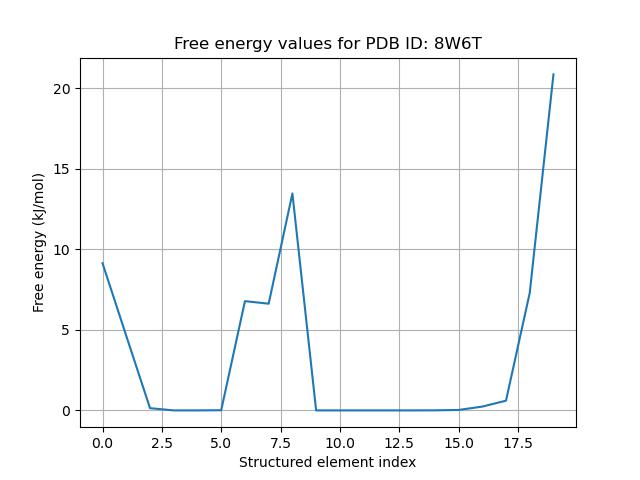 Free energy values for PDB ID: 8W6T
20
15
10
5
0
Free energy (kJ/mol)
0.0 2.5 5.0 7.5 10.0 12.5 15.0 17.5
Structured element index